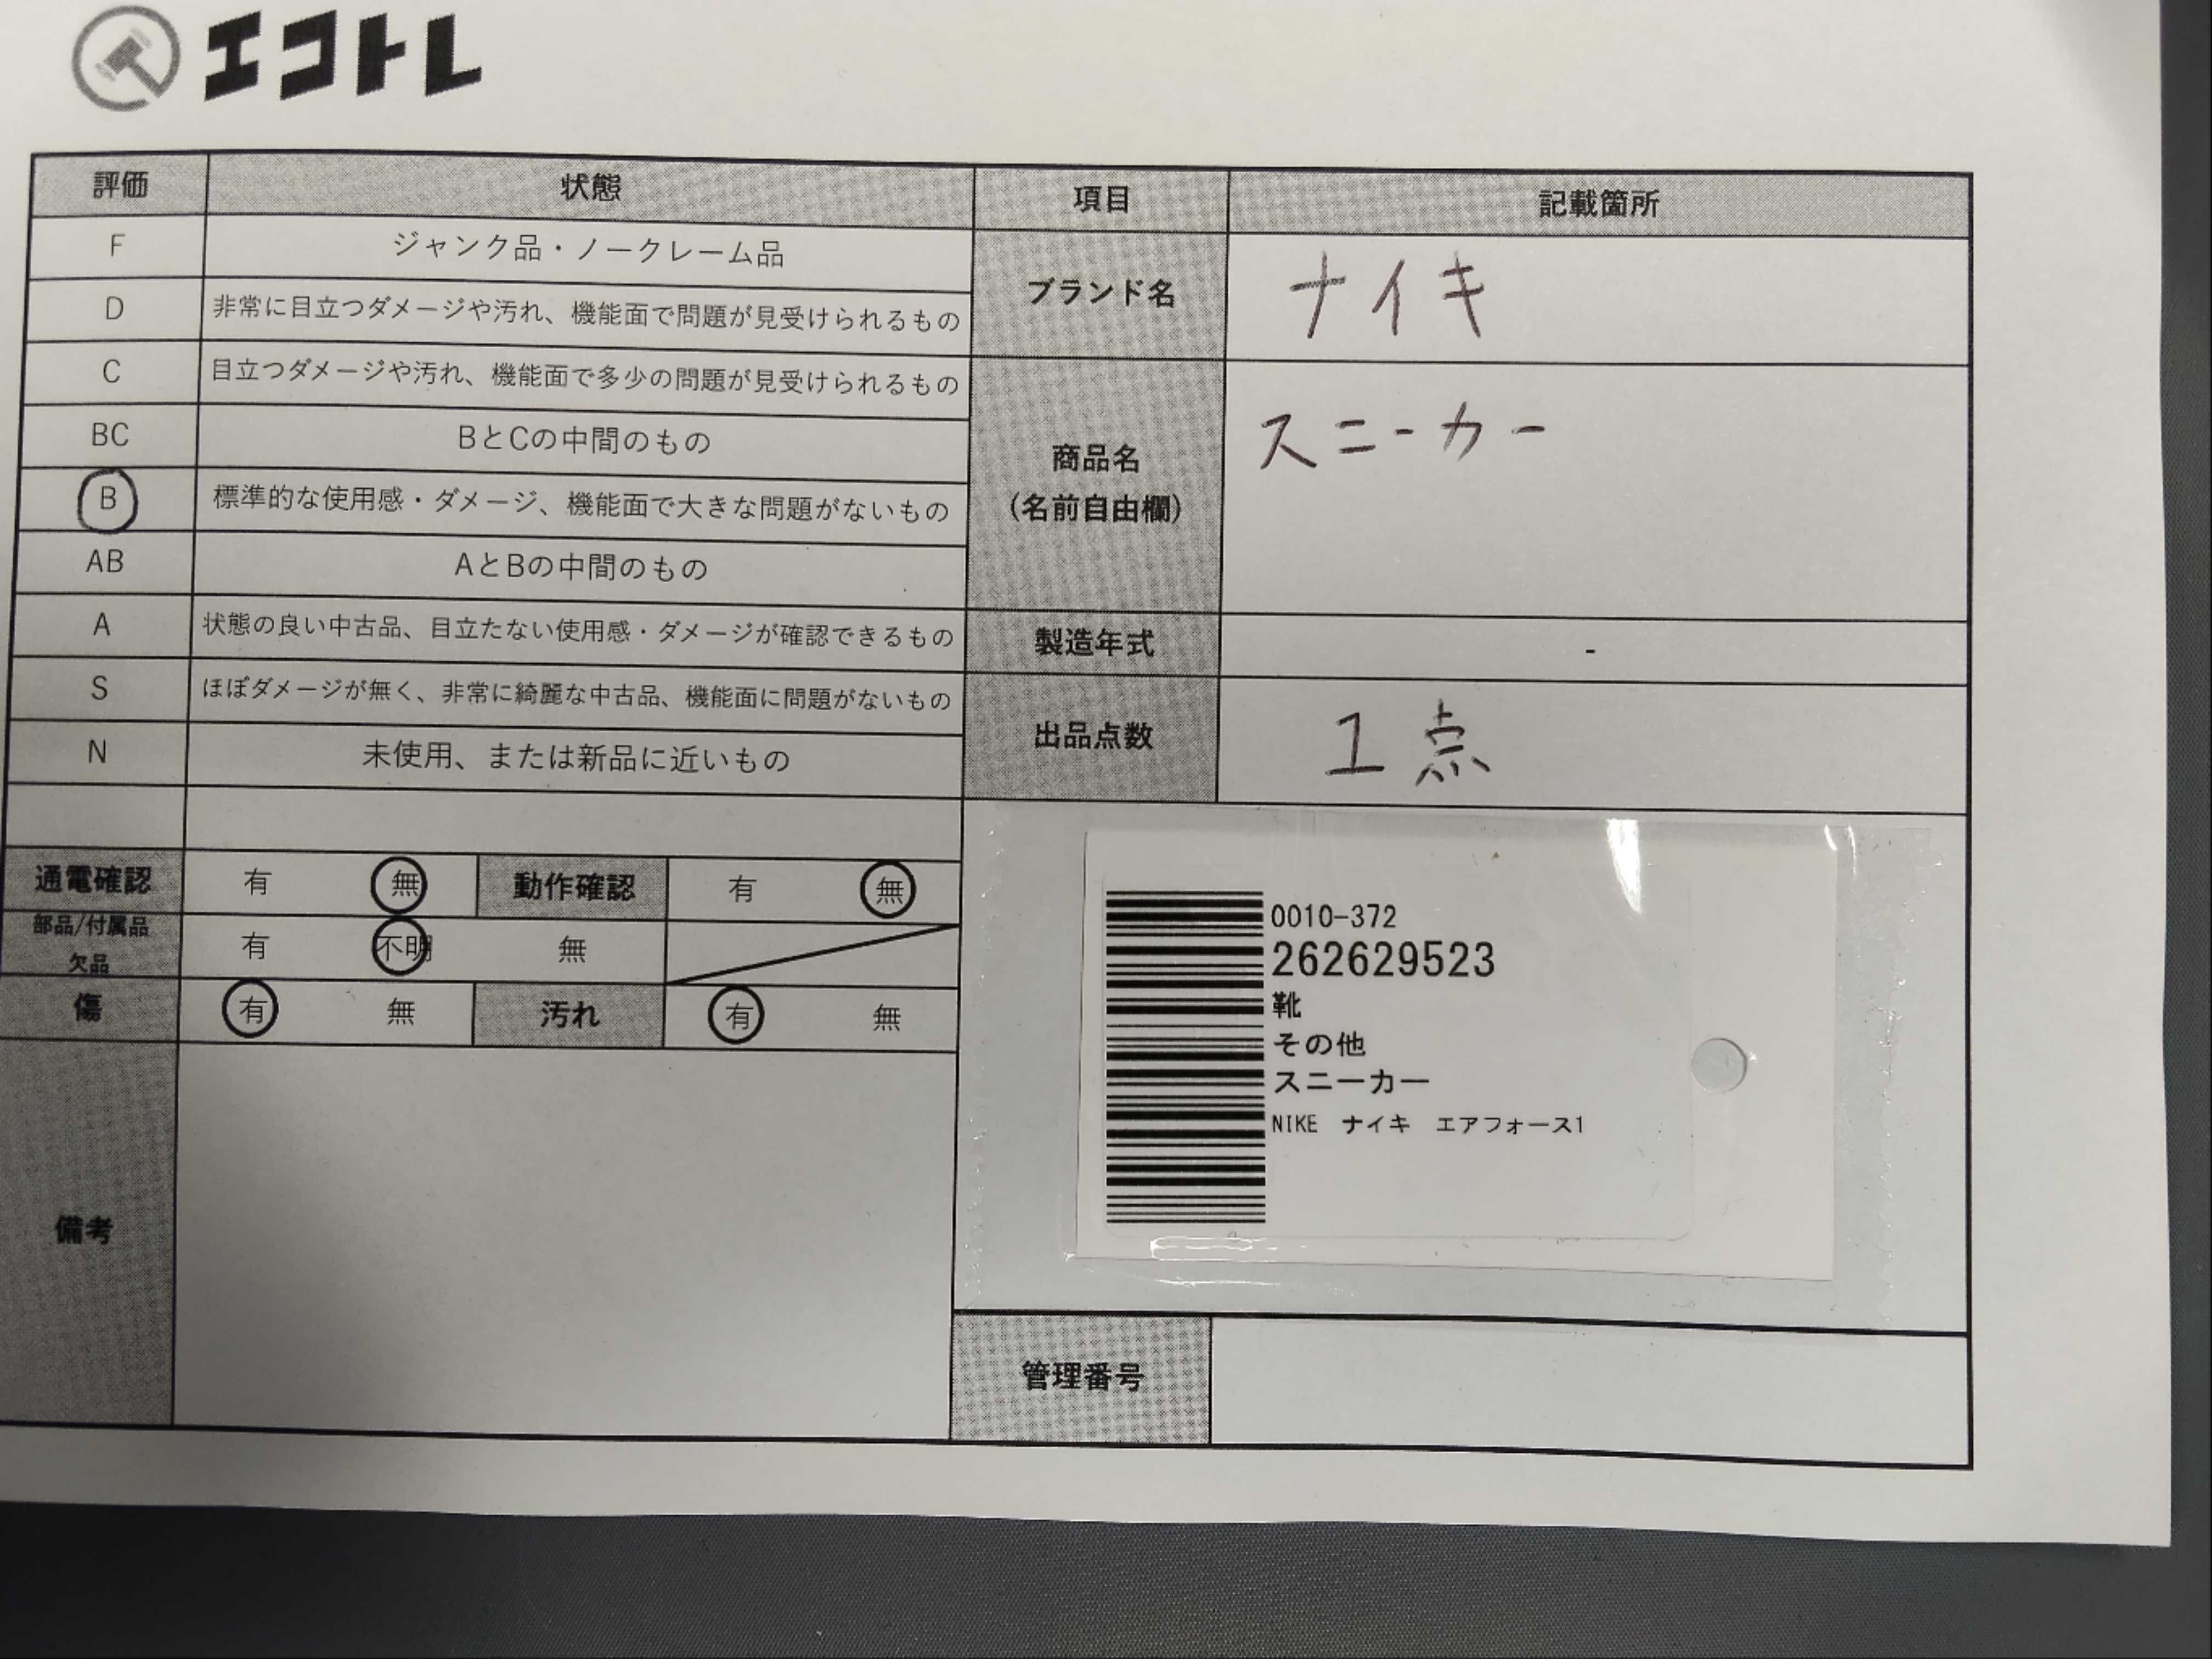 エコトレ
評価 状態 項目 記載箇所
F ジャンク品・ノークレーム品
D 非常に目立つダメージや汚れ、機能面で問題が見受けられるもの
ブランド名 ナイキ
C 目立つダメージや汚れ、機能面で多少の問題が見受けられるもの
BC BとCの中間のもの
商品名
(名前自由欄)
スニーカー
B 標準的な使用感・ダメージ、機能面で大きな問題がないもの
AB AとBの中間のもの
A 状態の良い中古品、目立たない使用感・ダメージが確認できるもの
製造年式 -
S ほぼダメージが無く、非常に綺麗な中古品、機能面に問題がないもの
出品点数 1点
N 未使用、または新品に近いもの
通電確認 有 無 動作確認 有 無
部品/付属品
欠品
有 不明 無
傷 有 無 汚れ 有 無
備考
0010-372
262629523
靴
その他
スニーカー
NIKE ナイキ エアフォース1
管理番号